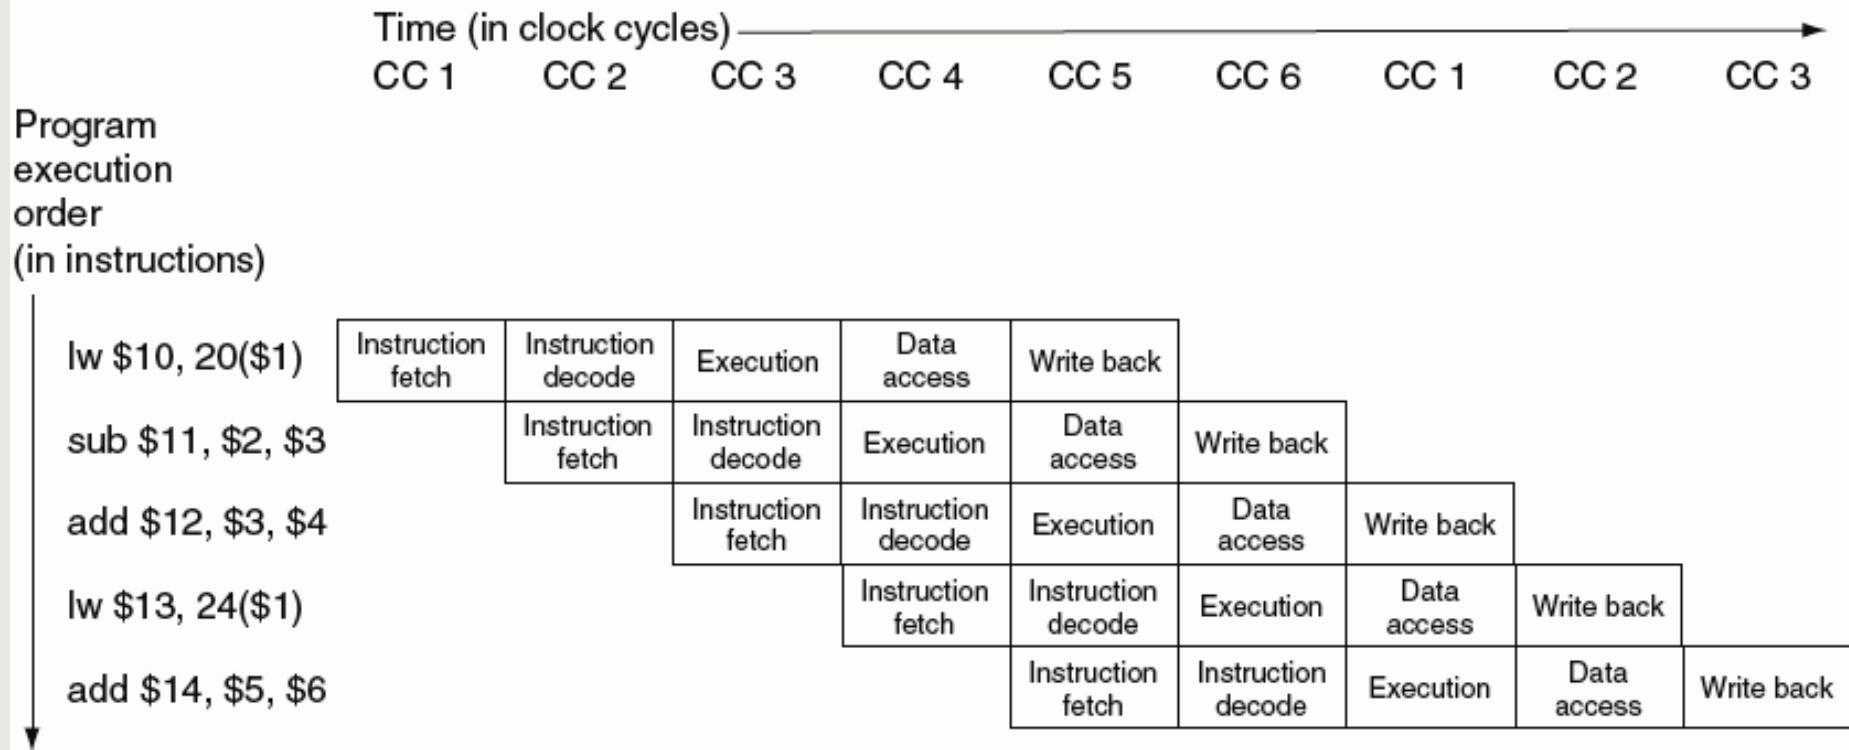 Time (in clock cycles)
CC 1 CC 2 CC 3 CC 4 CC 5 CC 6 CC 1 CC 2 CC 3
Program
execution
order
(in instructions)
lw $10, 20($1)
Instruction
fetch
Instruction
decode
Execution
Data
access
Write back
sub $11, $2, $3
Instruction
fetch
Instruction
decode
Execution
Data
access
Write back
add $12, $3, $4
Instruction
fetch
Instruction
decode
Execution
Data
access
Write back
lw $13, 24($1)
Instruction
fetch
Instruction
decode
Execution
Data
access
Write back
add $14, $5, $6
Instruction
fetch
Instruction
decode
Execution
Data
access
Write back